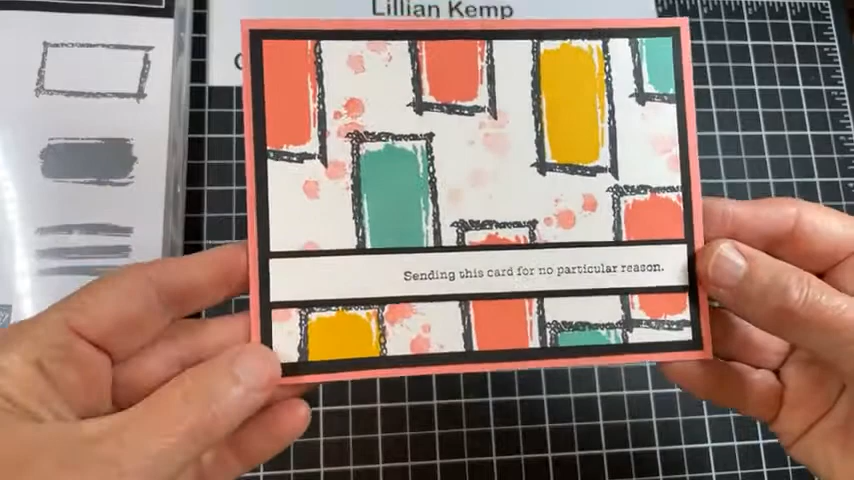 Lillian Kemp
Sending this card for no particular reason.